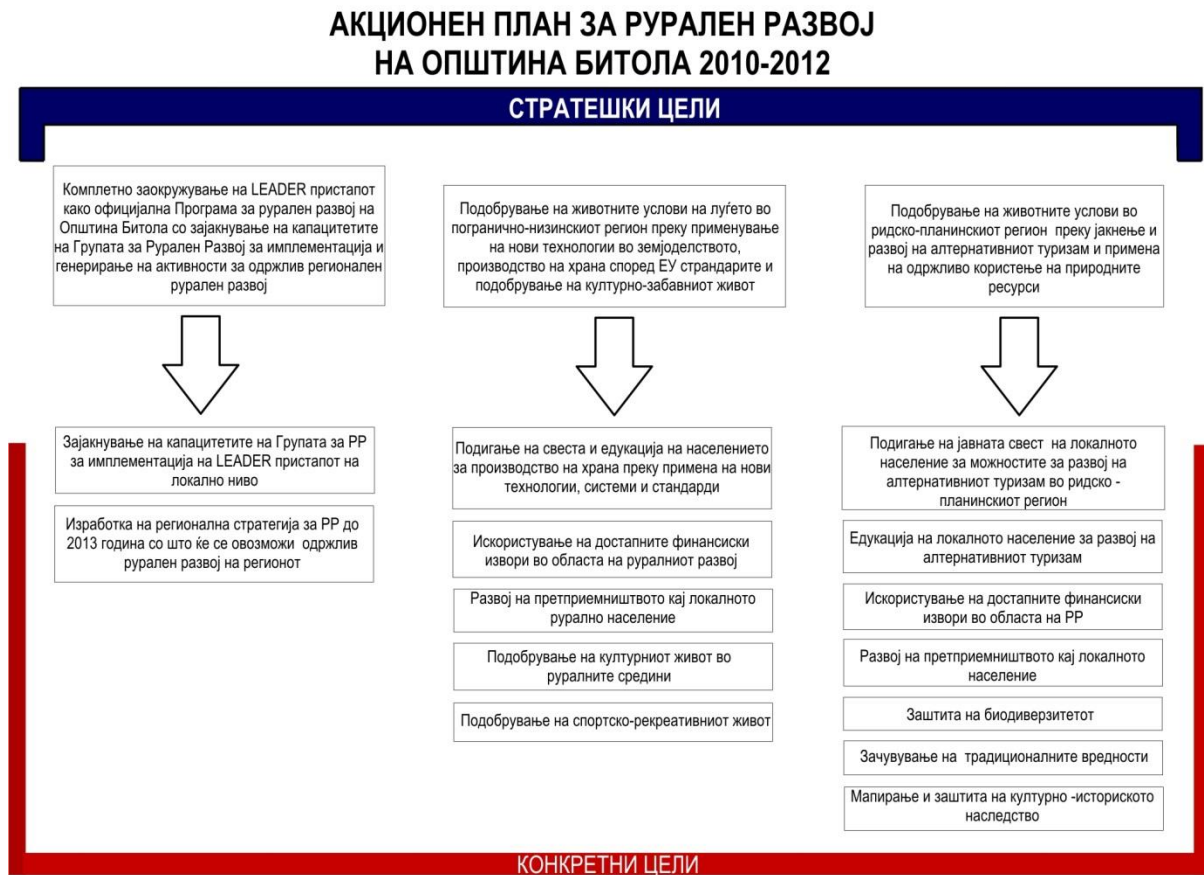 АКЦИОНЕН ПЛАН ЗА РУРАЛЕН РАЗВОЈ
НА ОПШТИНА БИТОЛА 2010-2012
СТРАТЕШКИ ЦЕЛИ
Комплетно заокружување на LEADER пристапот
како официјална Програма за рурален развој на
Општина Битола со зајакнување на капацитетите
на Групата за Рурален Развој за имплементација и
генерирање на активности за одржлив регионален
рурален развој
Подобрување на животните услови на луѓето во
погранично-низинскиот регион преку применување
на нови технологии во земјоделството,
производство на храна според ЕУ страндарите и
подобрување на културно-забавниот живот
Подобрување на животните услови во
ридско-планинскиот регион преку јакнење и
развој на алтернативниот туризам и примена
на одржливо користење на природните
ресурси
Зајакнување на капацитетите на Групата за РР
за имплементација на LEADER пристапот на
локално ниво
Изработка на регионална стратегија за РР до
2013 година со што ќе се овозможи одржлив
рурален развој на регионот
Подигање на свеста и едукација на населението
за производство на храна преку примена на нови
технологии, системи и стандарди
Искористување на достапните финансиски
извори во областа на руралниот развој
Развој на претприемништвото кај локалното
рурално население
Подобрување на културниот живот во
руралните средини
Подобрување на спортско-рекреативниот живот
Подигање на јавната свест на локалното
население за можностите за развој на
алтернативниот туризам во ридско -
планинскиот регион
Едукација на локалното население за развој на
алтернативниот туризам
Искористување на достапните финансиски
извори во областа на РР
Развој на претприемништвото кај локалното
население
Заштита на биодиверзитетот
Зачувување на традиционалните вредности
Мапирање и заштита на културно -историското
наследство
КОНКРЕТНИ ЦЕЛИ